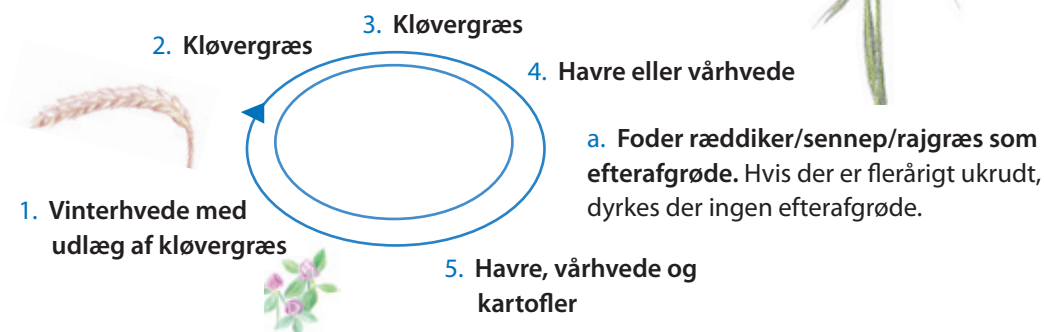 3. Kløvergræs
2. Kløvergræs
4. Havre eller vårhvede
a. Foder ræddiker/sennep/rajgræs som
efterafgrøde. Hvis der er flerårigt ukrudt,
dyrkes der ingen efterafgrøde.
1. Vinterhvede med
udlæg af kløvergræs
5. Havre, vårhvede og
kartofler